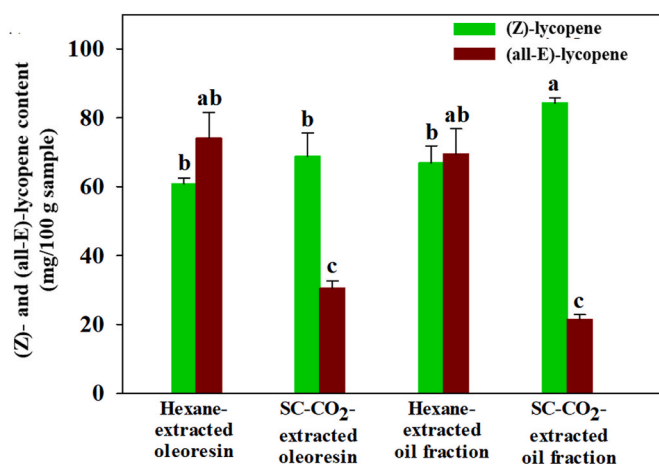 (Z)-lycopene
(all-E)-lycopene
(Z)- and (all-E)-lycopene content
(mg/100 g sample)
100
80
60
40
20
0
b
ab
b
c
b
ab
a
c
Hexane-
extracted
oleoresin
SC-CO2-
extracted
oleoresin
Hexane-
extracted
oil fraction
SC-CO2-
extracted
oil fraction